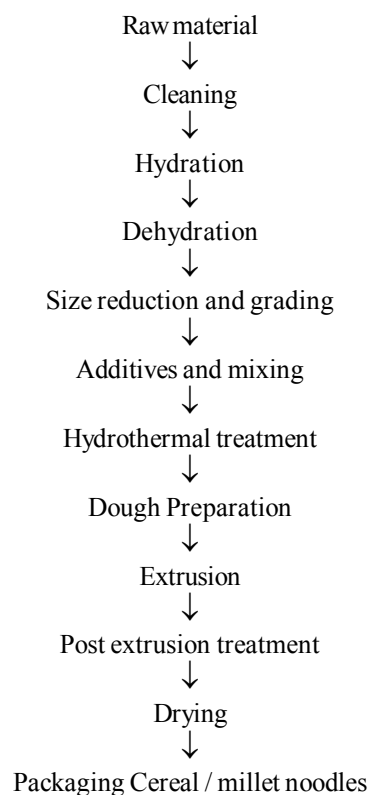 Raw material
↓
Cleaning
↓
Hydration
↓
Dehydration
↓
Size reduction and grading
↓
Additives and mixing
↓
Hydrothermal treatment
↓
Dough Preparation
↓
Extrusion
↓
Post extrusion treatment
↓
Drying
↓
Packaging Cereal / millet noodles